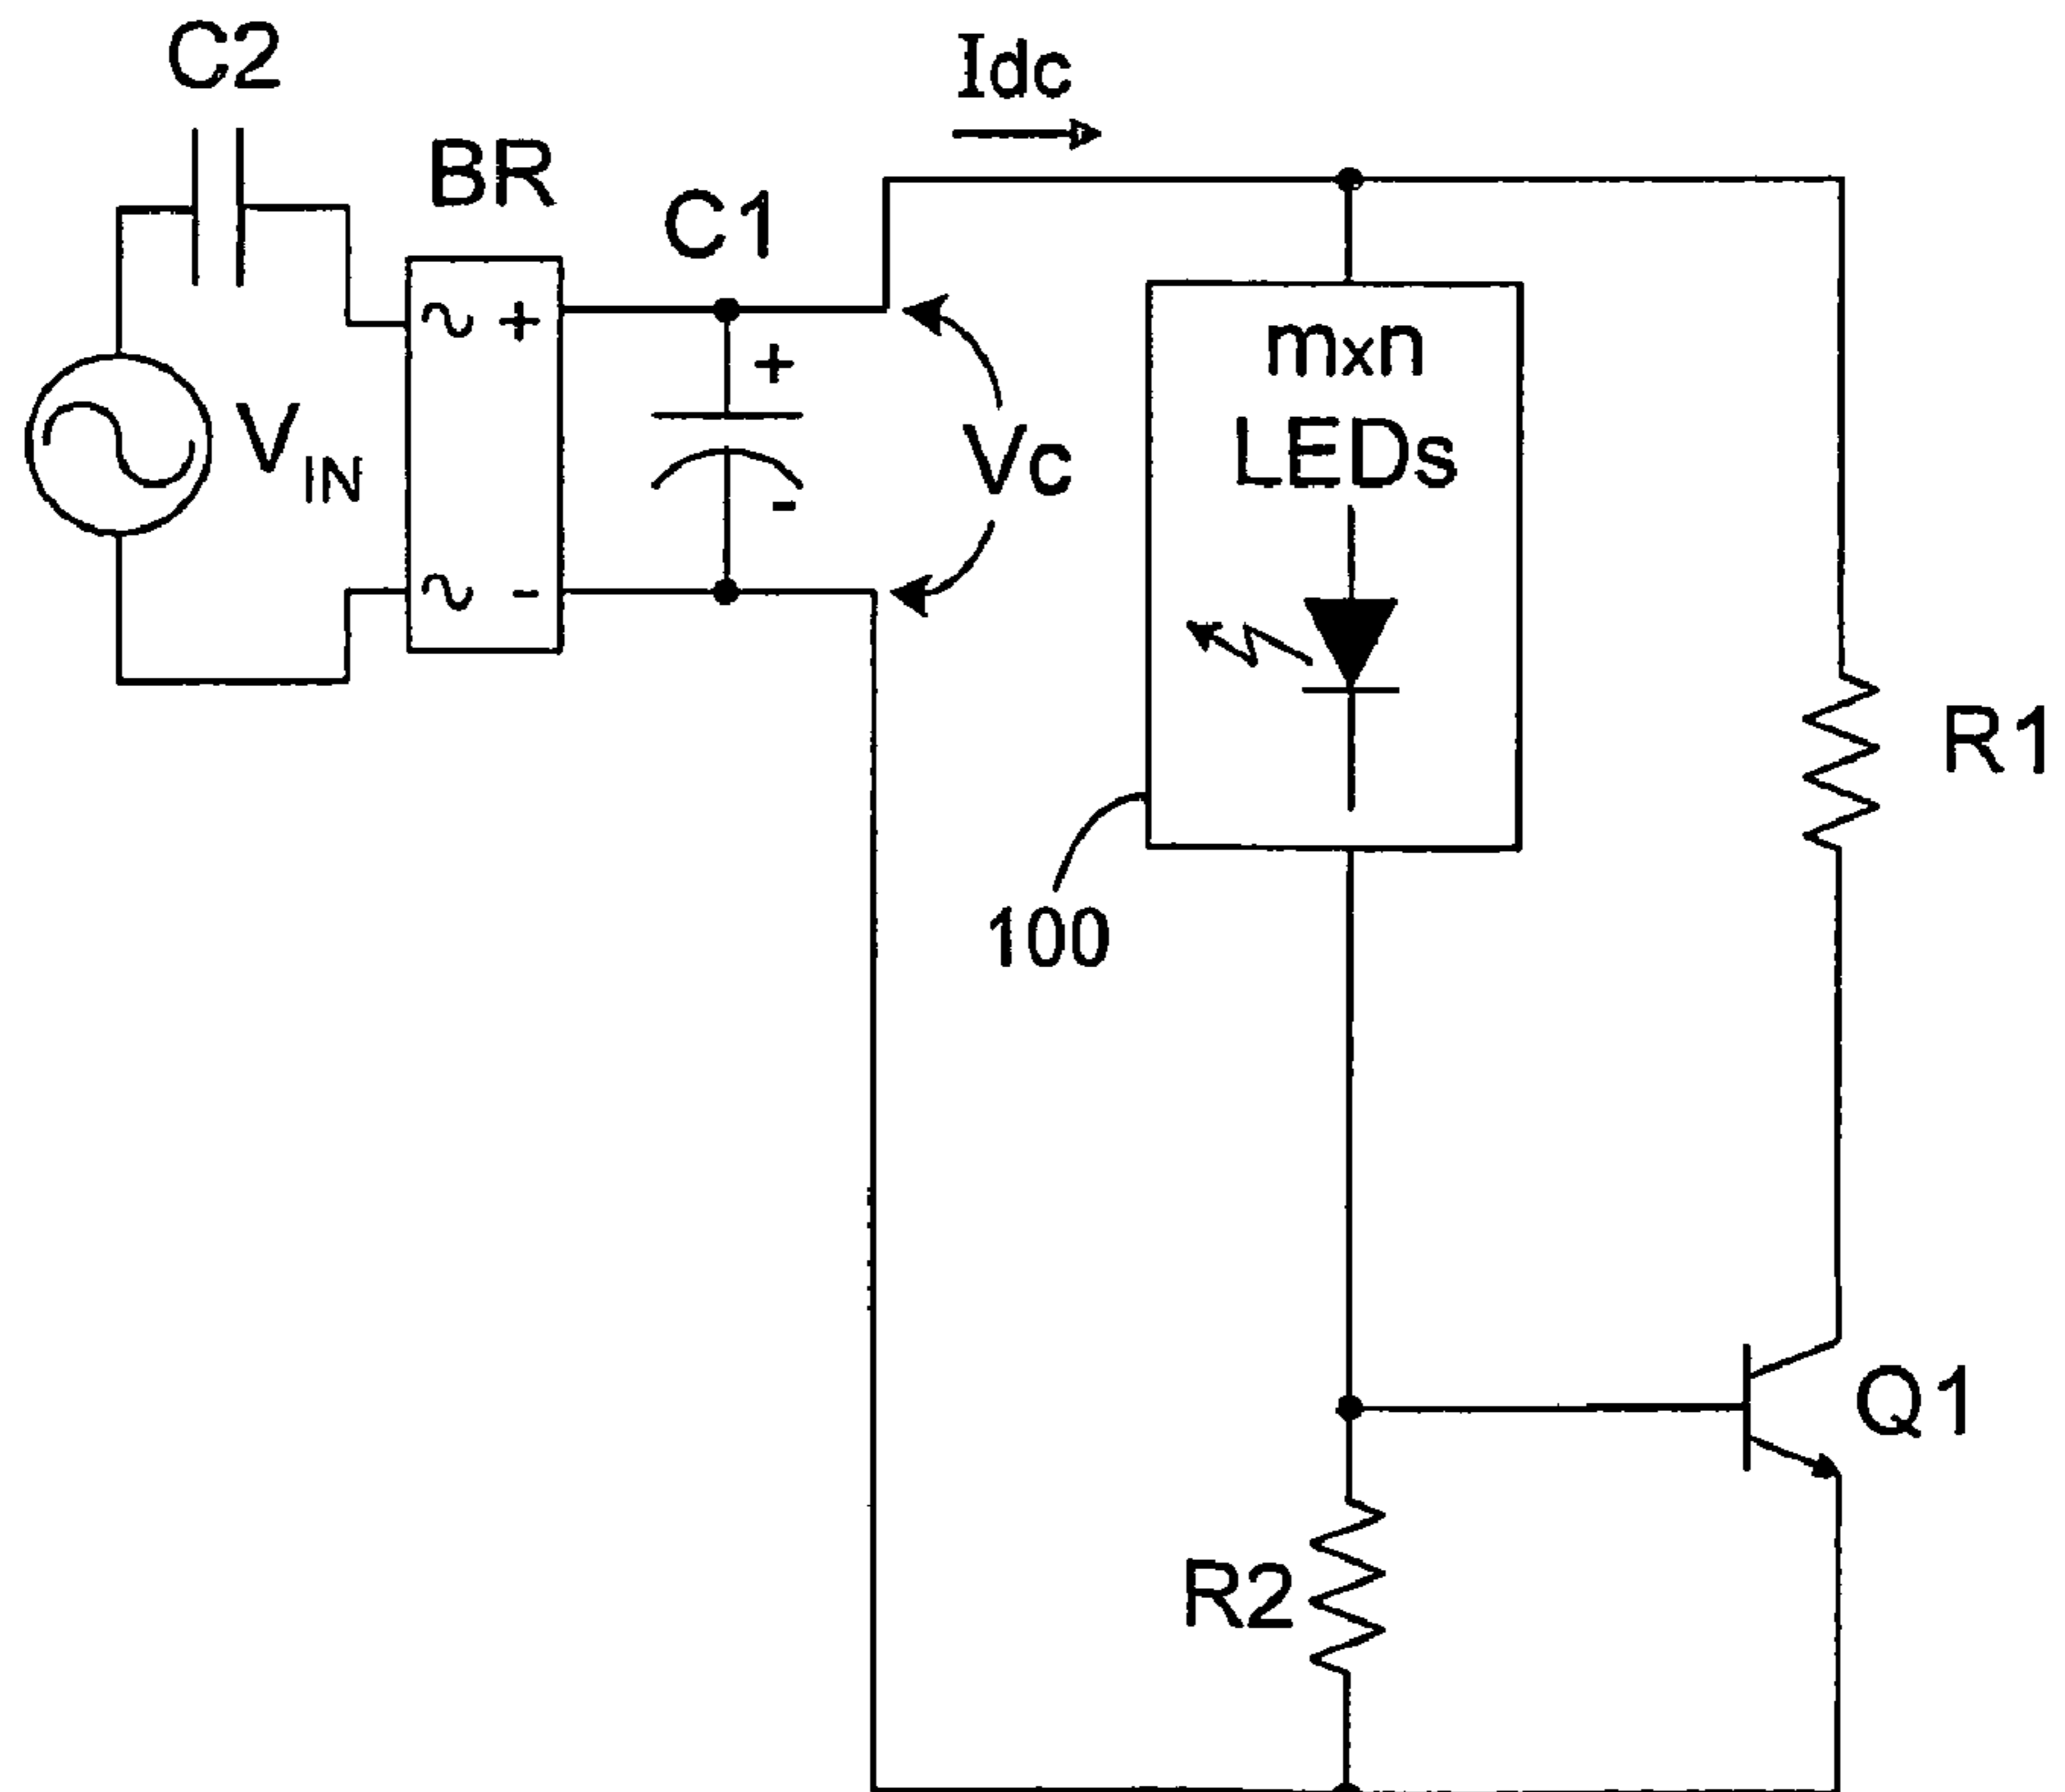 C2
Idc
BR
C1
+
mxn
LEDs
VIN
~ +
+
Vc
-
~ -
R1
100
Q1
R2